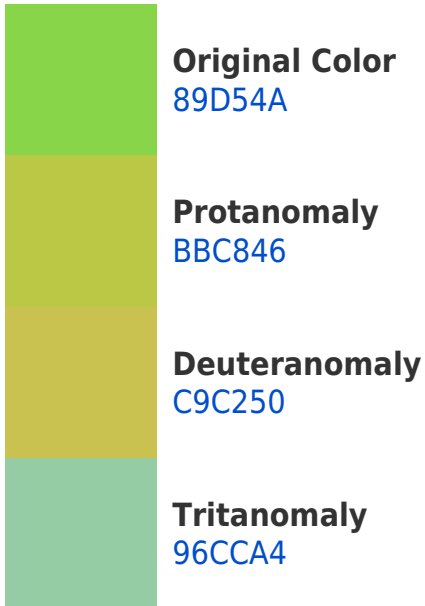 Original Color
89D54A
Protanomaly
BBC846
Deuteranomaly
C9C250
Tritanomaly
96CCA4